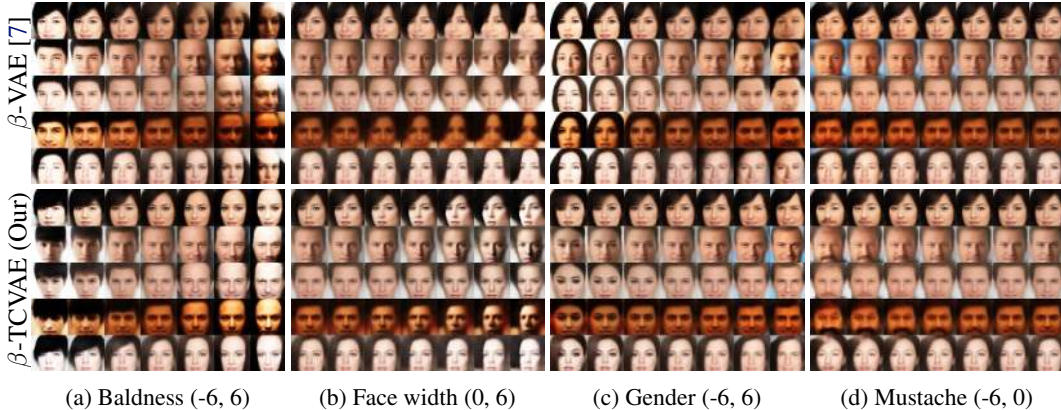 β-VAE [7]
β-TCVAE (Our)
(a) Baldness (-6, 6)
(b) Face width (0, 6)
(c) Gender (-6, 6)
(d) Mustache (-6, 0)